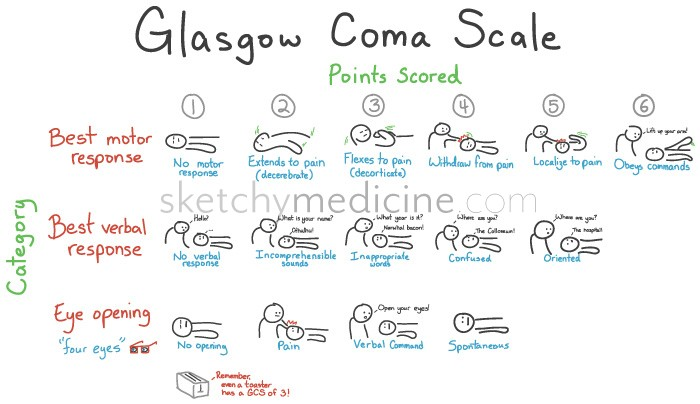 Glasgow Coma Scale
Points Scored
Category
1 2 3 4 5 6
Best motor
response
No motor
response
Extends to pain
(decerebrate)
Flexes to pain
(decorticate)
Withdraw from pain
Localize to pain
Lift up your arms!
Obeys commands
sketchymedicine.com
Best verbal
response
Hello?
...
No verbal
response
What is your name?
Incomprehensible
sounds
What year is it?
Narwhal bacon!
Inappropriate
words
Where are you?
The Colloseum!
Confused
Where are you?
The hospital!
Oriented
Eye opening
"four eyes"
No opening
Pain
Open your eyes!
Verbal Command
Spontaneous
1
Remember,
even a toaster
has a GCS of 3!